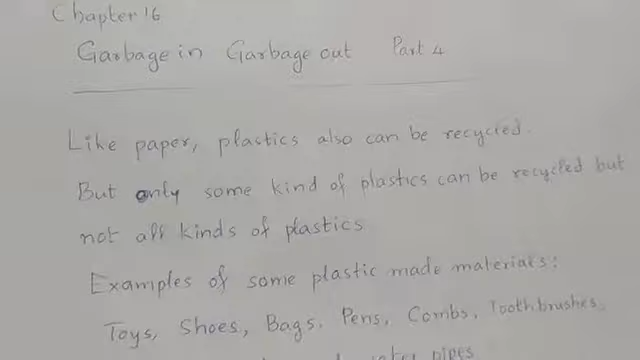 Chapter 16
Garbage in Garbage out Part 4
Like paper, plastics also can be recycled.
But only some kind of plastics can be recycled but
not all kinds of plastics
Examples of some plastic made materials:
Toys, Shoes, Bags, Pens, Combs, Toothbrushes,
water pipes